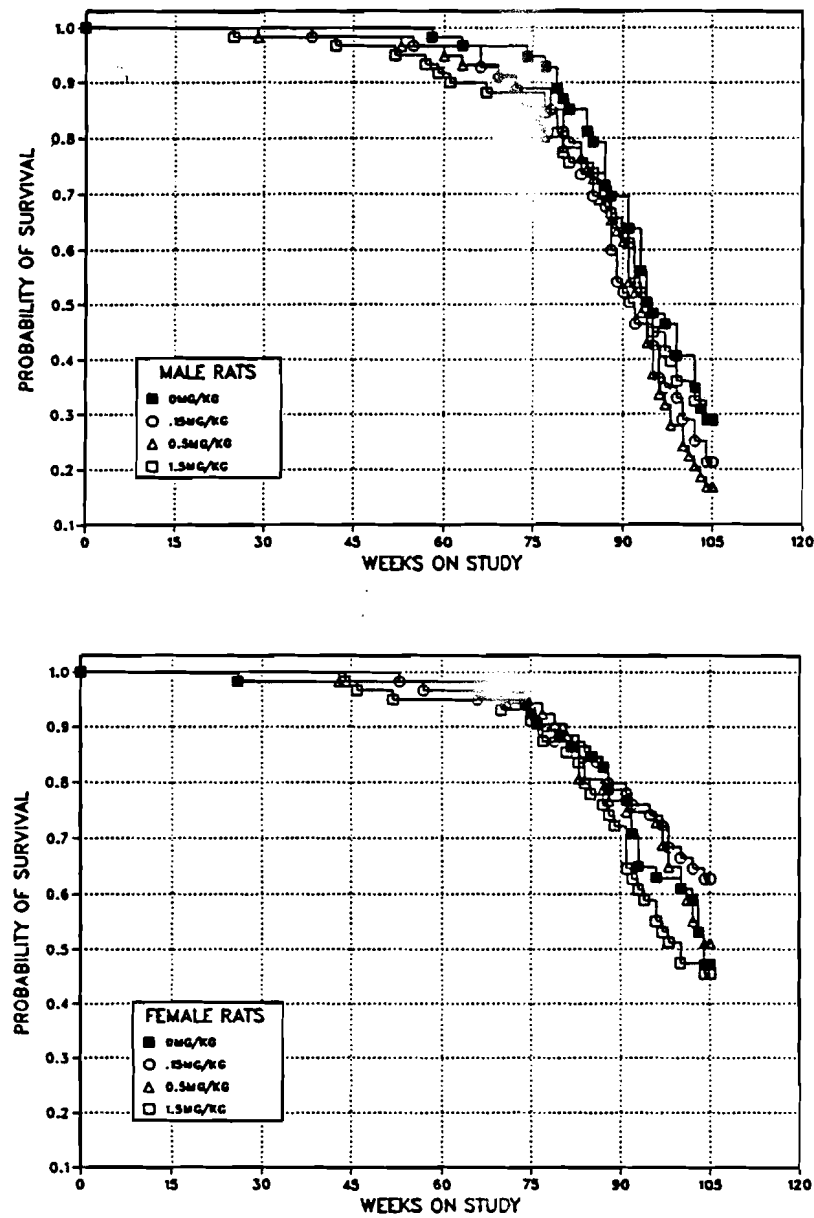 PROBABILITY OF SURVIVAL
1.0
0.9
0.8
0.7
0.6
0.5
0.4
0.3
0.2
0.1
MALE RATS
0MG/KG
.15MG/KG
0.5MG/KG
1.5MG/KG
0 15 30 45 60 75 90 105 120
WEEKS ON STUDY
PROBABILITY OF SURVIVAL
1.0
0.9
0.8
0.7
0.6
0.5
0.4
0.3
0.2
0.1
FEMALE RATS
0MG/KG
.15MG/KG
0.5MG/KG
1.5MG/KG
0 15 30 45 60 75 90 105 120
WEEKS ON STUDY